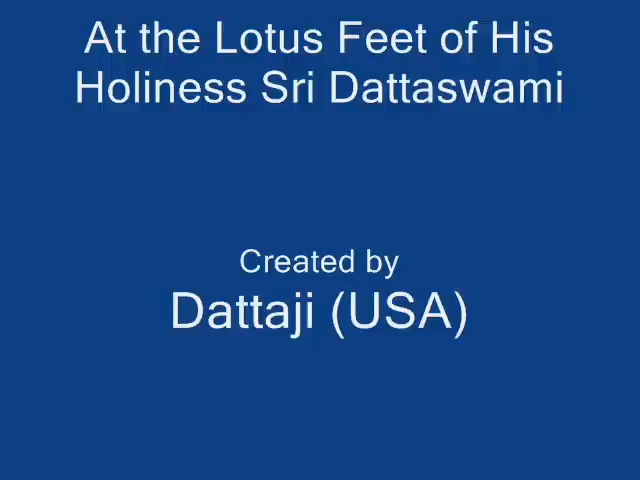 At the Lotus Feet of His
Holiness Sri Dattaswami
Created by
Dattaji (USA)